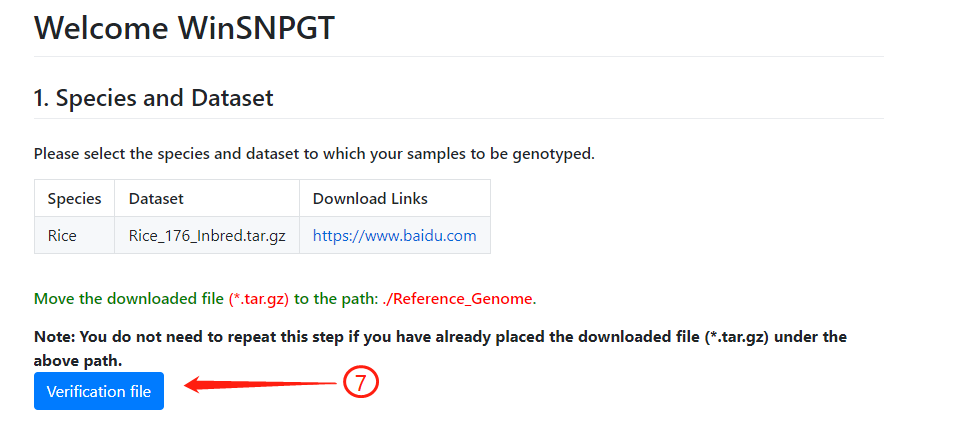 Welcome WinSNPGT
1. Species and Dataset
Please select the species and dataset to which your samples to be genotyped.
Species Dataset Download Links
Rice Rice_176_Inbred.tar.gz https://www.baidu.com
Move the downloaded file (*.tar.gz) to the path: ./Reference_Genome.
Note: You do not need to repeat this step if you have already placed the downloaded file (*.tar.gz) under the
above path.
Verification file 7